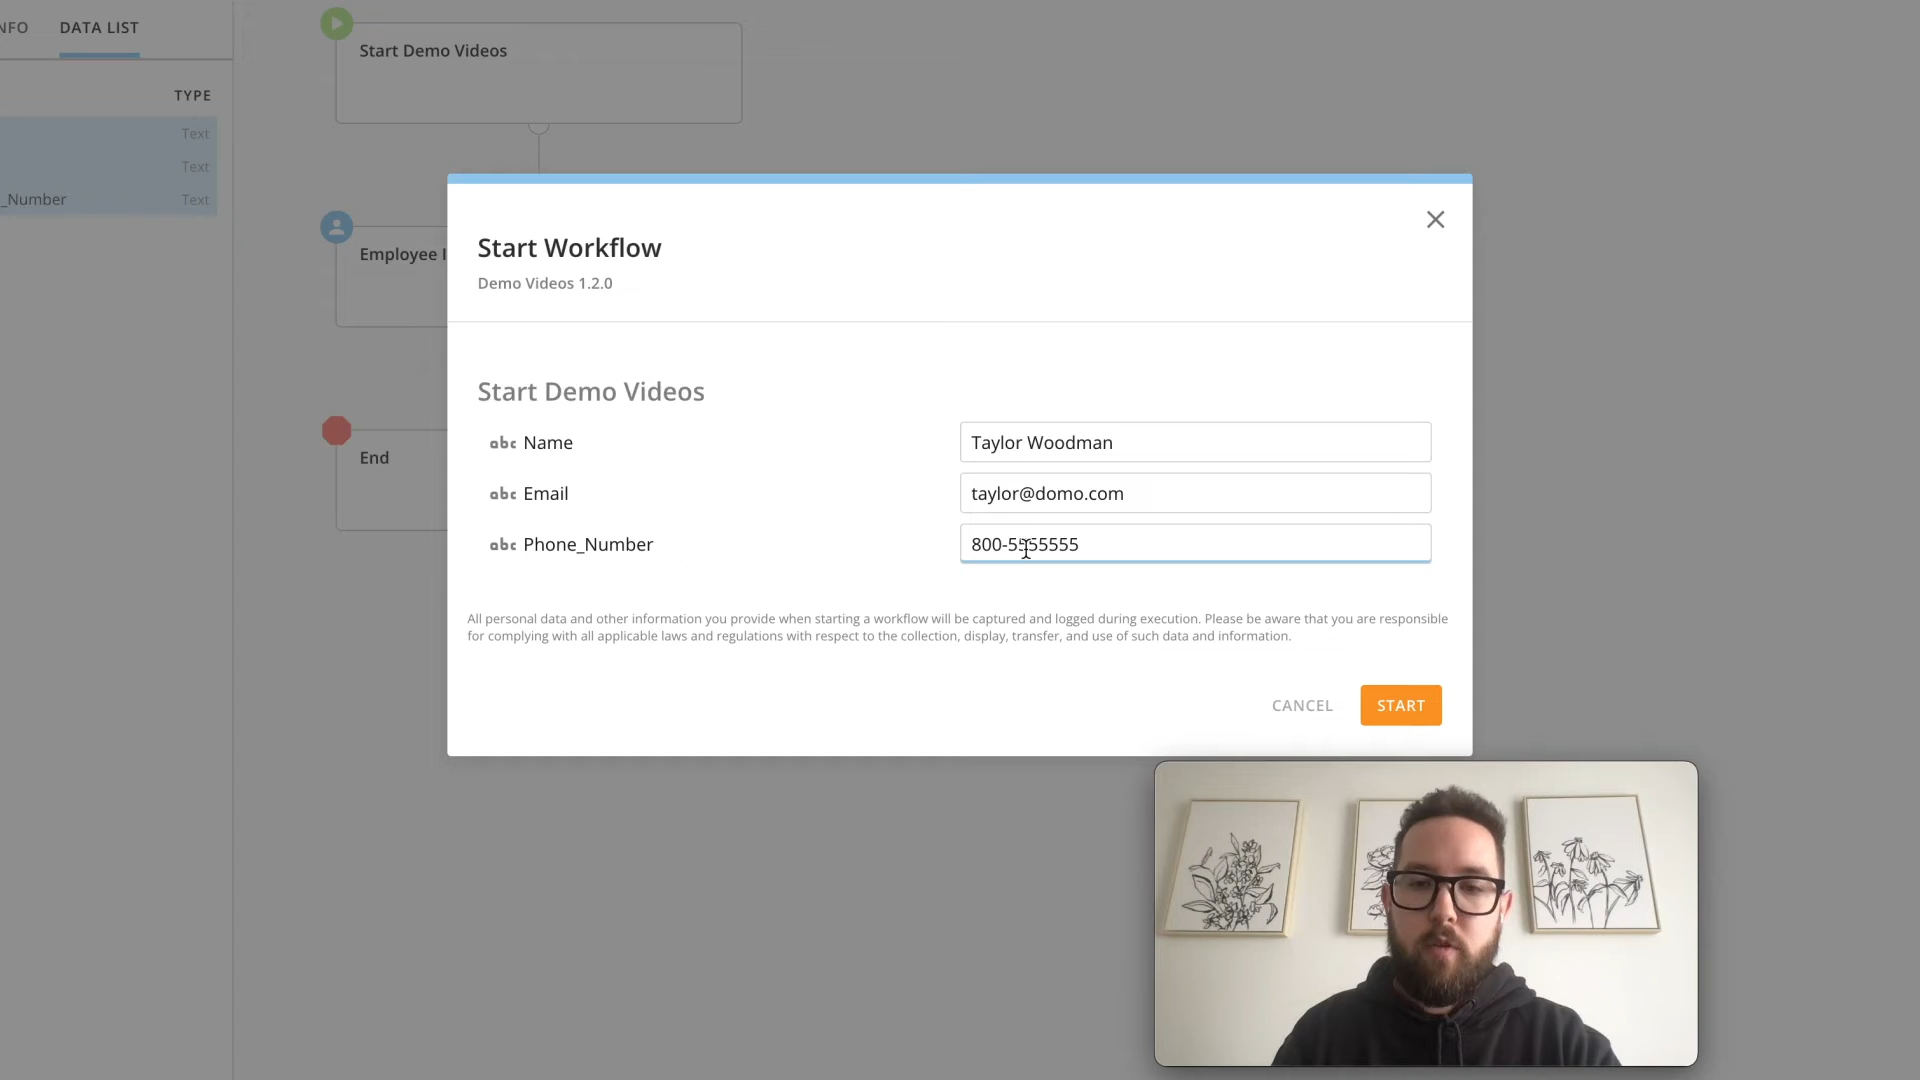 NFO
DATA LIST
TYPE
Text
Text
_Number
Text
Start Demo Videos
Employee I
End
Start Workflow
Demo Videos 1.2.0
Start Demo Videos
abc Name
Taylor Woodman
abc Email
taylor@domo.com
abc Phone_Number
800-5555555
All personal data and other information you provide when starting a workflow will be captured and logged during execution. Please be aware that you are responsible
for complying with all applicable laws and regulations with respect to the collection, display, transfer, and use of such data and information.
CANCEL
START